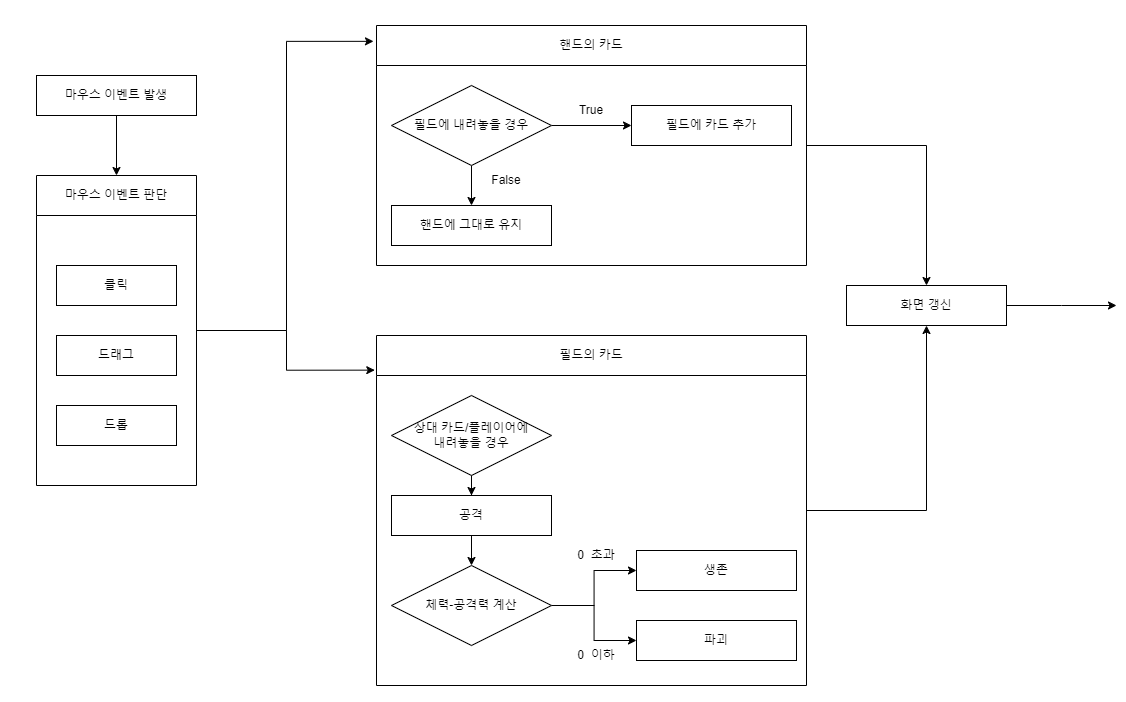 마우스 이벤트 발생
마우스 이벤트 판단
클릭
드래그
드롭
핸드의 카드
필드에 내려놓을 경우
True
필드에 카드 추가
False
핸드에 그대로 유지
필드의 카드
상대 카드/플레이어에
내려놓을 경우
공격
체력-공격력 계산
0 초과
생존
0 이하
파괴
화면 갱신